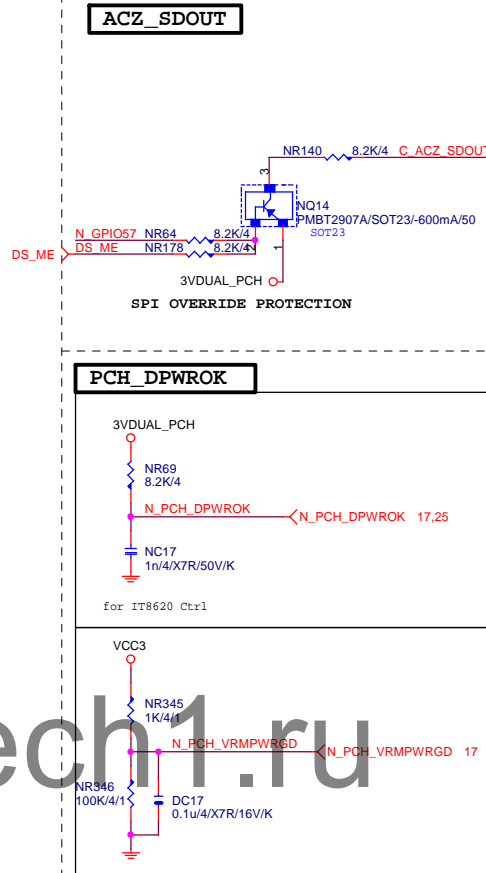 ACZ_SDOUT
NR140 8.2K/4 C_ACZ_SDOUT
3
NQ14
PMBT2907A/SOT23/-600mA/50
SOT23
N_GPIO57 NR64 8.2K/4
DS_ME DS_ME NR178 8.2K/4 2 1
3VDUAL_PCH
SPI OVERRIDE PROTECTION
PCH_DPWROK
3VDUAL_PCH
NR69
8.2K/4
N_PCH_DPWROK N_PCH_DPWROK 17,25
NC17
1n/4/X7R/50V/K
for IT8620 Ctrl
VCC3
NR345
1K/4/1
N_PCH_VRMPWRGD N_PCH_VRMPWRGD 17
ech1.ru
NR346
100K/4/1
DC17
0.1u/4/X7R/16V/K